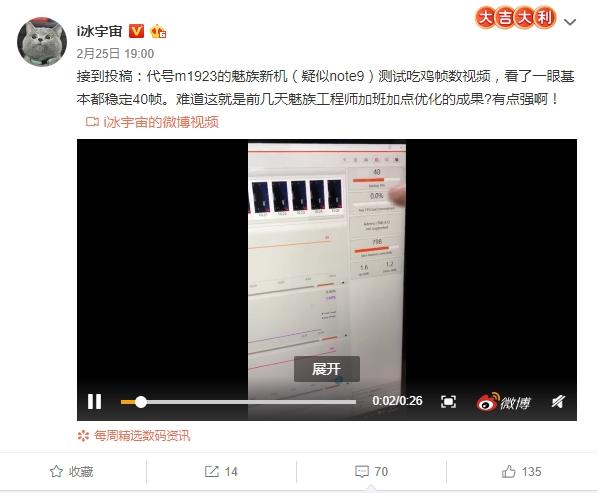 大吉大利
i冰宇宙
2月25日 19:00
接到投稿：代号m1923的魅族新机（疑似note9）测试吃鸡帧数视频，看了一眼基
本都稳定40帧。难道这就是前几天魅族工程师加班加点优化的成果?有点强啊！
i冰宇宙的微博视频
40
0.0%
798
1.6 1.2
展开
0:02/0:26
微博
每周精选数码资讯
收藏 14 70 135